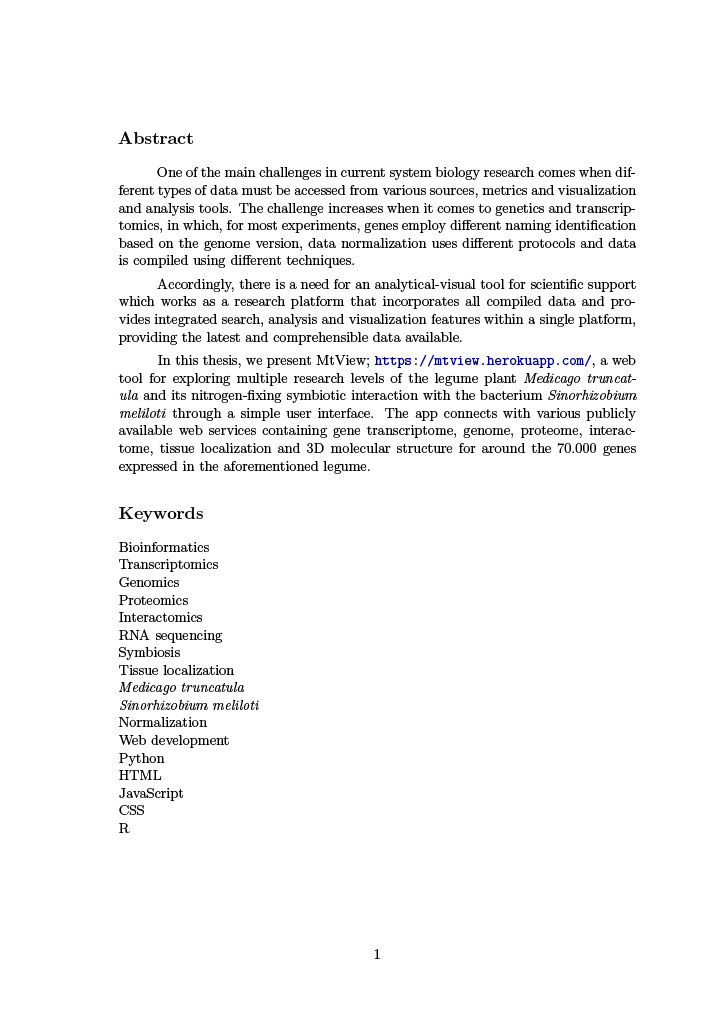 Abstract
One of the main challenges in current system biology research comes when dif-
ferent types of data must be accessed from various sources, metrics and visualization
and analysis tools. The challenge increases when it comes to genetics and transcrip-
tomics, in which, for most experiments, genes employ different naming identification
based on the genome version, data normalization uses different protocols and data
is compiled using different techniques.
Accordingly, there is a need for an analytical-visual tool for scientific support
which works as a research platform that incorporates all compiled data and pro-
vides integrated search, analysis and visualization features within a single platform,
providing the latest and comprehensible data available.
In this thesis, we present MtView; https://mtview.herokuapp.com/, a web
tool for exploring multiple research levels of the legume plant Medicago truncat-
ula and its nitrogen-fixing symbiotic interaction with the bacterium Sinorhizobium
meliloti through a simple user interface. The app connects with various publicly
available web services containing gene transcriptome, genome, proteome, interac-
tome, tissue localization and 3D molecular structure for around the 70.000 genes
expressed in the aforementioned legume.
Keywords
Bioinformatics
Transcriptomics
Genomics
Proteomics
Interactomics
RNA sequencing
Symbiosis
Tissue localization
Medicago truncatula
Sinorhizobium meliloti
Normalization
Web development
Python
HTML
JavaScript
CSS
R
1